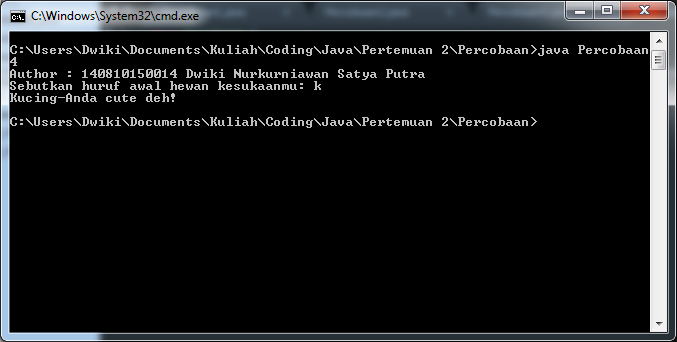 C:\Windows\System32\cmd.exe
C:\Users\Dwiki\Documents\Kuliah\Coding\Java\Pertemuan 2\Percobaan>java Percobaan
4
Author : 140810150014 Dwiki Nurkurniawan Satya Putra
Sebutkan huruf awal hewan kesukaanmu: k
Kucing-Anda cute deh!
C:\Users\Dwiki\Documents\Kuliah\Coding\Java\Pertemuan 2\Percobaan>